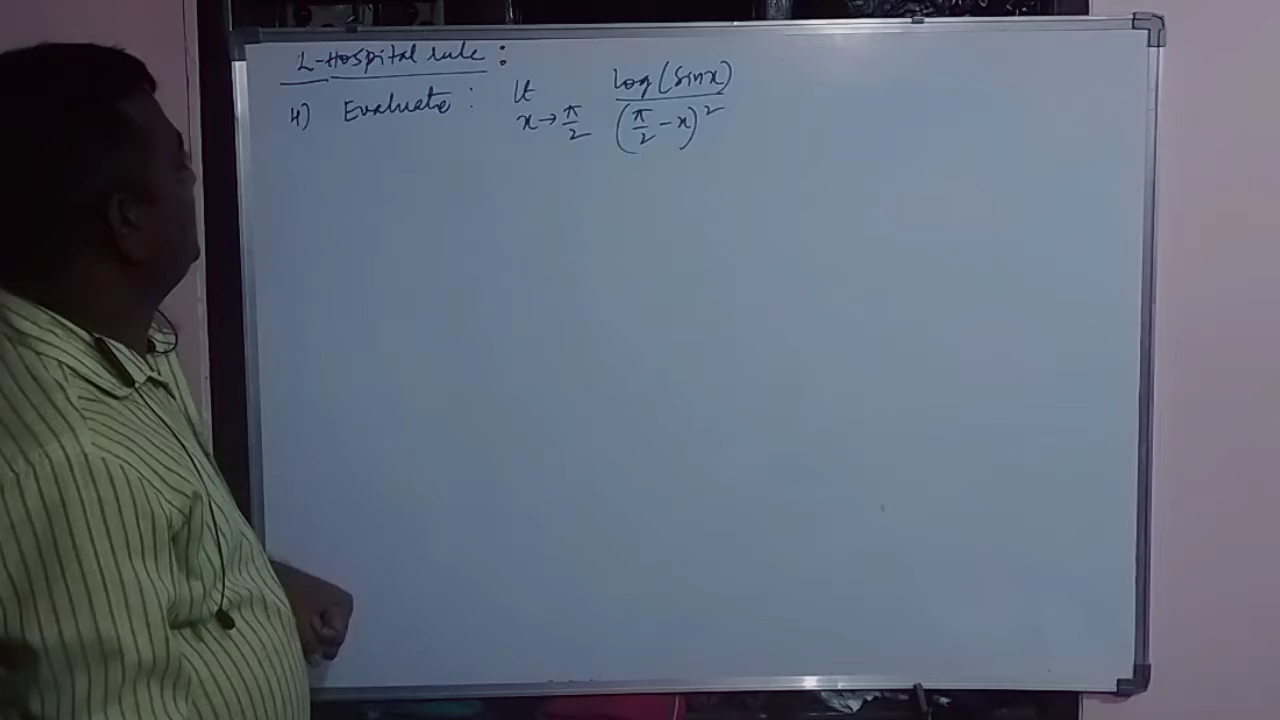 L-Hospital rule :
4) Evaluate : lt x→π/2 log(sinx)/(π/2-x)²